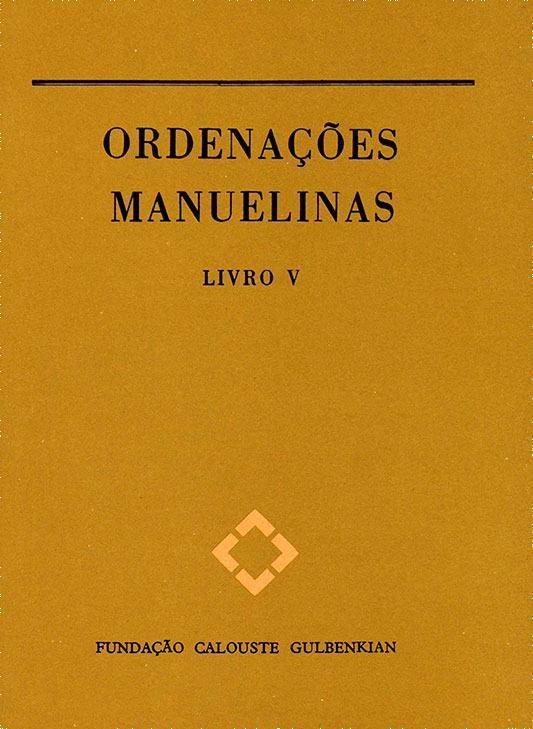 ORDENAÇÕES
MANUELINAS
LIVRO V
FUNDAÇÃO CALOUSTE GULBENKIAN